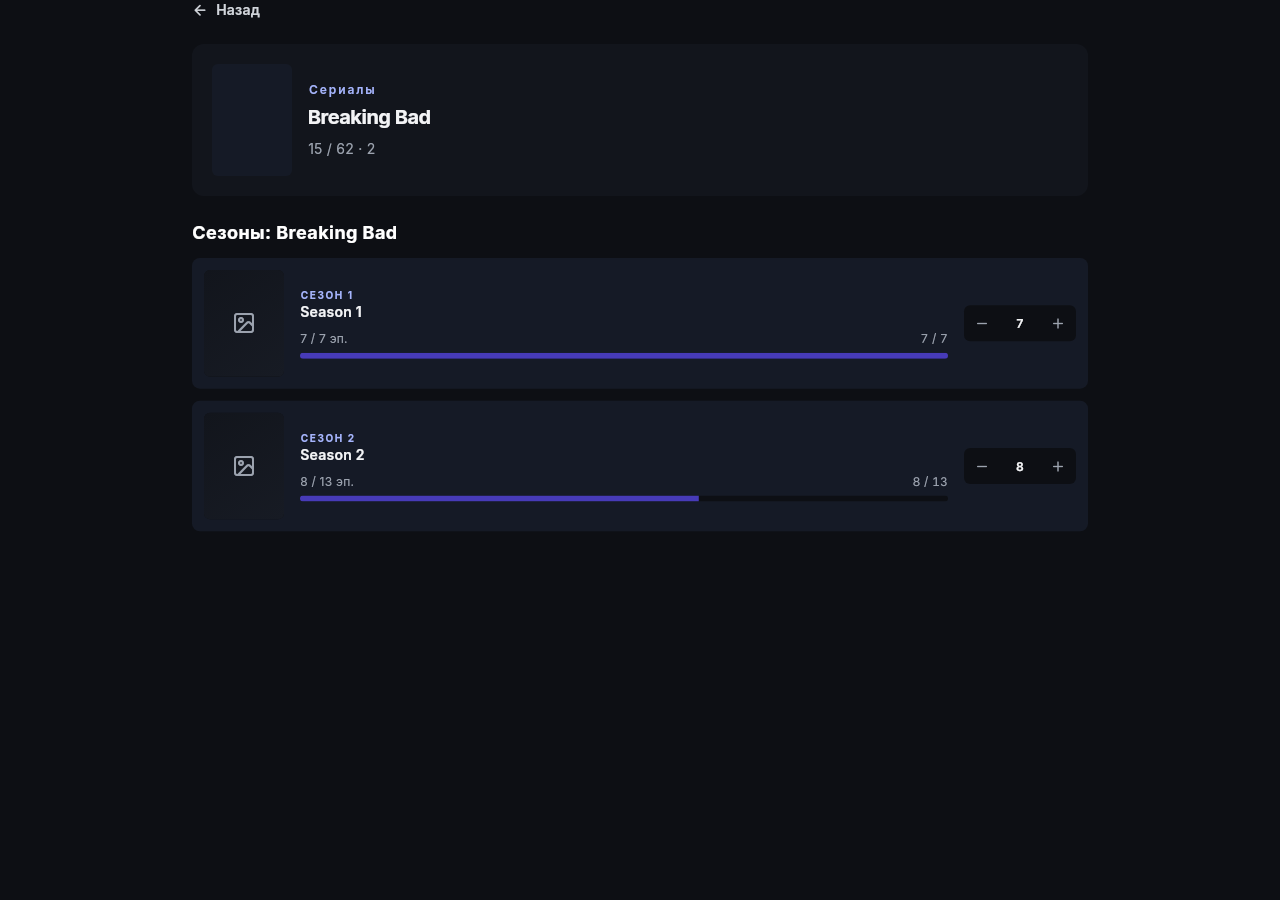 Назад
Сериалы
Breaking Bad
15 / 62 · 2
Сезоны: Breaking Bad
СЕЗОН 1
Season 1
7 / 7 эп.
7 / 7
7
СЕЗОН 2
Season 2
8 / 13 эп.
8 / 13
8